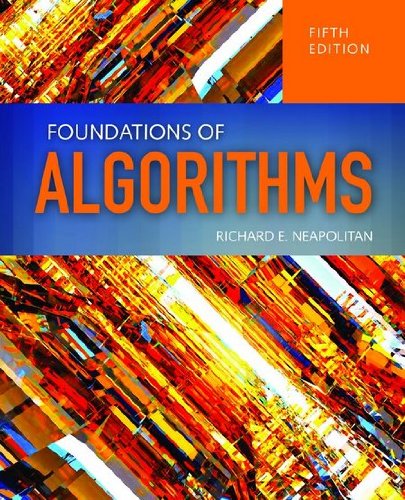 FIFTH
EDITION
FOUNDATIONS OF
ALGORITHMS
RICHARD E. NEAPOLITAN